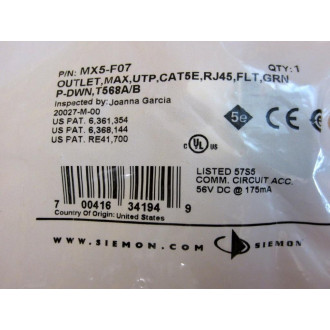 P/N: MX5-F07
QTY: 1
OUTLET,MAX,UTP,CAT5E,RJ45,FLT,GRN
P-DWN,T568A/B
Inspected by: Joanna Garcia
20027-M-00
US PAT. 6,361,354
US PAT. 6,368,144
US PAT. RE41,700
5e
C UL US
LISTED 57S5
COMM. CIRCUIT ACC.
56V DC @ 175mA
7 00416 34194 9
Country Of Origin: United States
WWW.SIEMON.COM
SIEMON